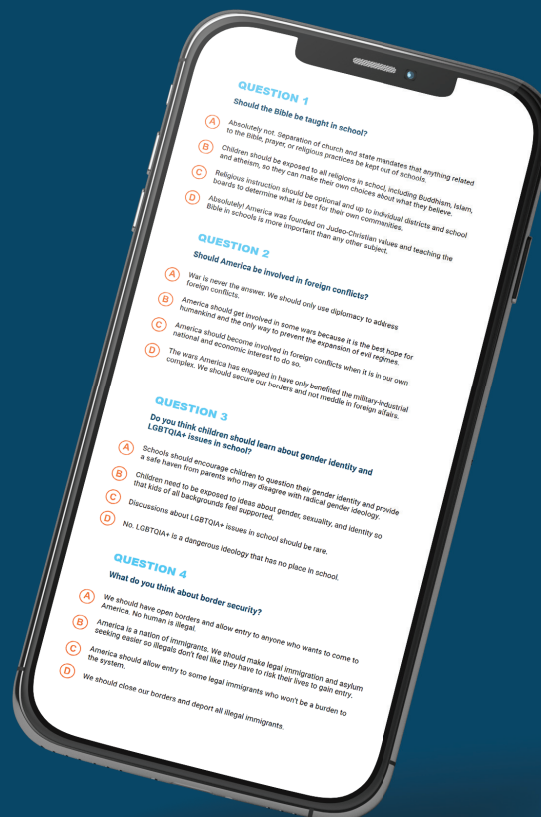 QUESTION 1
Should the Bible be taught in school?
A Absolutely not. Separation of church and state mandates that anything related
to the Bible, prayer, or religious practices be kept out of schools.
B Children should be exposed to all religions in school, including Buddhism, Islam,
and atheism, so they can make their own choices about what they believe.
C Religious instruction should be optional and up to individual districts and school
boards to determine what is best for their own communities.
D Absolutely! America was founded on Judeo-Christian values and teaching the
Bible in schools is more important than any other subject.
QUESTION 2
Should America be involved in foreign conflicts?
A War is never the answer. We should only use diplomacy to address
foreign conflicts.
B America should get involved in some wars because it is the best hope for
humankind and the only way to prevent the expansion of evil regimes.
C America should become involved in foreign conflicts when it is in our own
national and economic interest to do so.
D The wars America has engaged in have only benefited the military-industrial
complex. We should secure our borders and not meddle in foreign affairs.
QUESTION 3
Do you think children should learn about gender identity and
LGBTQIA+ issues in school?
A Schools should encourage children to question their gender identity and provide
a safe haven from parents who may disagree with radical gender ideology.
B Children need to be exposed to ideas about gender, sexuality, and identity so
that kids of all backgrounds feel supported.
C Discussions about LGBTQIA+ issues in school should be rare.
D No. LGBTQIA+ is a dangerous ideology that has no place in school.
QUESTION 4
What do you think about border security?
A We should have open borders and allow entry to anyone who wants to come to
America. No human is illegal.
B America is a nation of immigrants. We should make legal immigration and asylum
seeking easier so illegals don't feel like they have to risk their lives to gain entry.
C America should allow entry to some legal immigrants who won't be a burden to
the system.
D We should close our borders and deport all illegal immigrants.